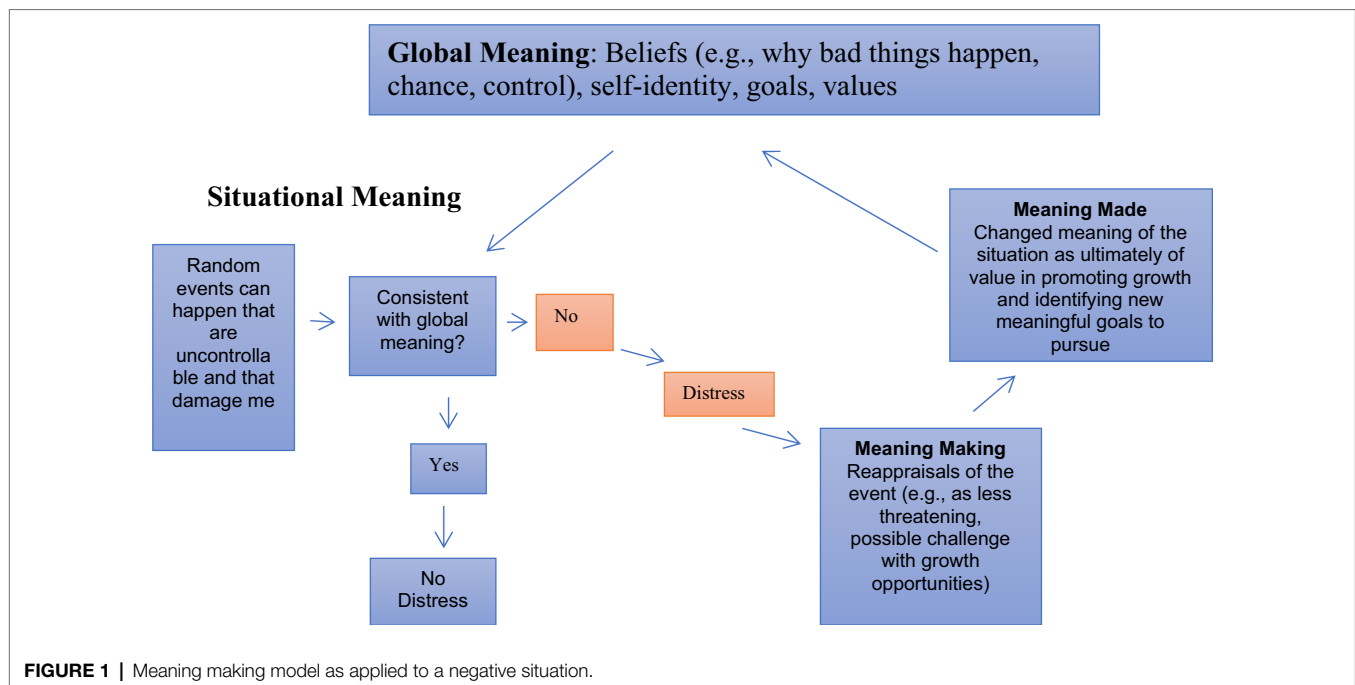 Global Meaning: Beliefs (e.g., why bad things happen,
chance, control), self-identity, goals, values
Situational Meaning
Random
events can
happen that
are
uncontrolla
ble and that
damage me
Consistent
with global
meaning?
No
Distress
Yes
No
Distress
Meaning Making
Reappraisals of the
event (e.g., as less
threatening,
possible challenge
with growth
opportunities)
Meaning Made
Changed meaning of the
situation as ultimately of
value in promoting growth
and identifying new
meaningful goals to
pursue
FIGURE 1 | Meaning making model as applied to a negative situation.